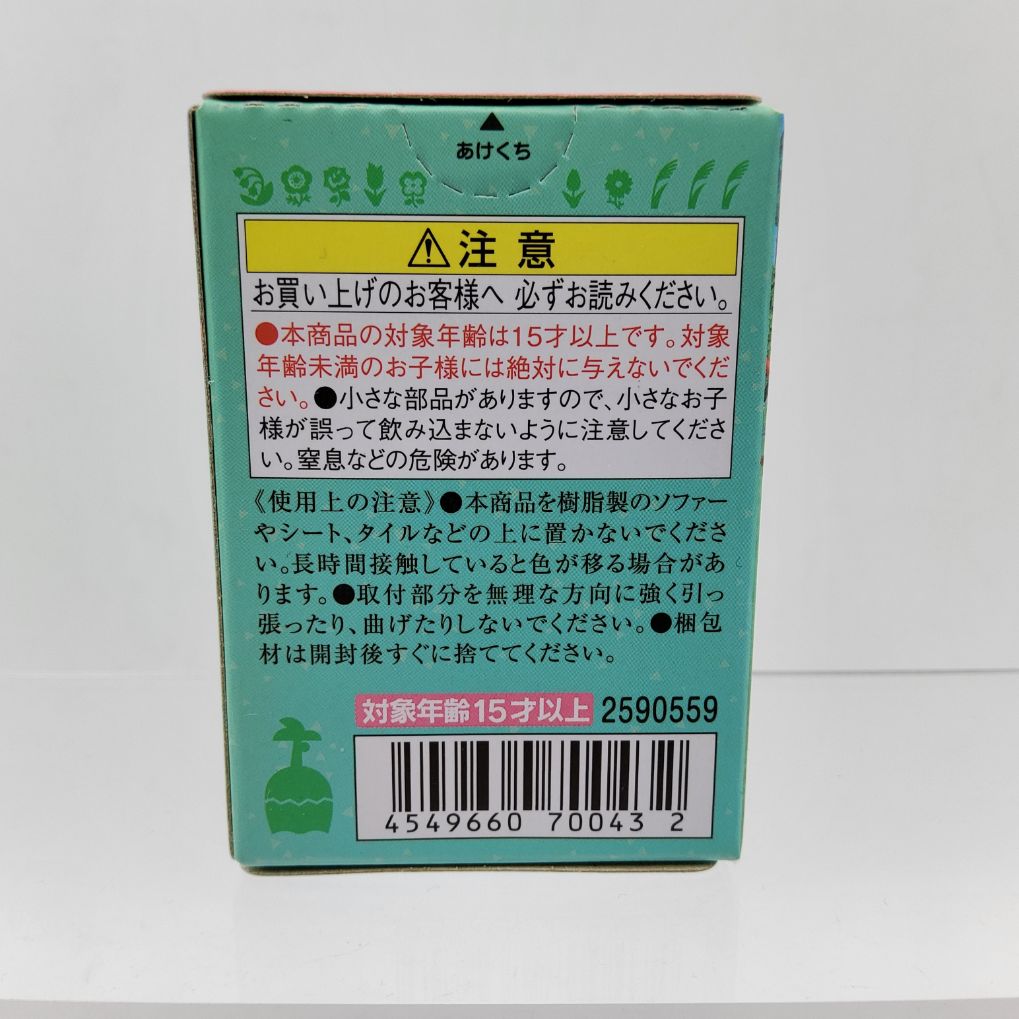 ▲
あけくち
⚠注意
お買い上げのお客様へ 必ずお読みください。
●本商品の対象年齢は15才以上です。対象
年齢未満のお子様には絶対に与えないでくだ
さい。●小さな部品がありますので、小さなお子
様が誤って飲み込まないように注意してくださ
い。窒息などの危険があります。
《使用上の注意》●本商品を樹脂製のソファー
やシート、タイルなどの上に置かないでくださ
い。長時間接触していると色が移る場合があ
ります。●取付部分を無理な方向に強く引っ
張ったり、曲げたりしないでください。●梱包
材は開封後すぐに捨ててください。
対象年齢15才以上 2590559
4549660 70043 2